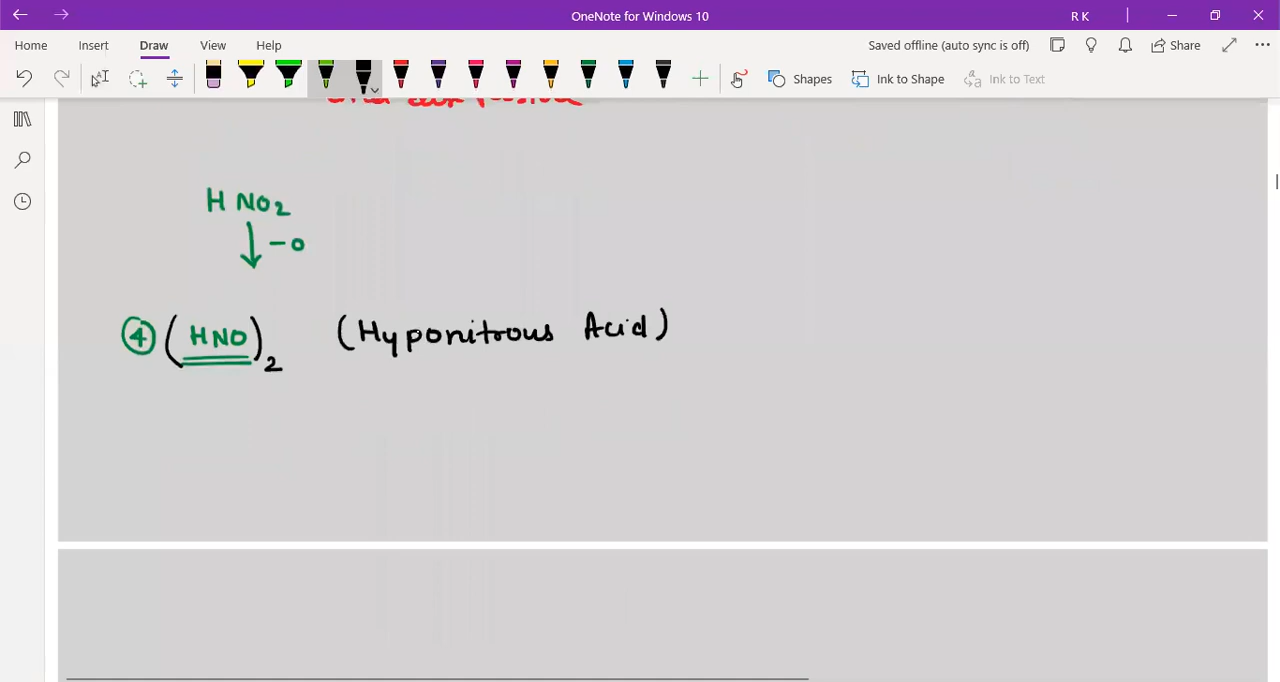 OneNote for Windows 10
R K
Home Insert Draw View Help
Saved offline (auto sync is off) Share
Shapes Ink to Shape Ink to Text
H NO2
↓ -O
④ (HNO)2 (Hyponitrous Acid)